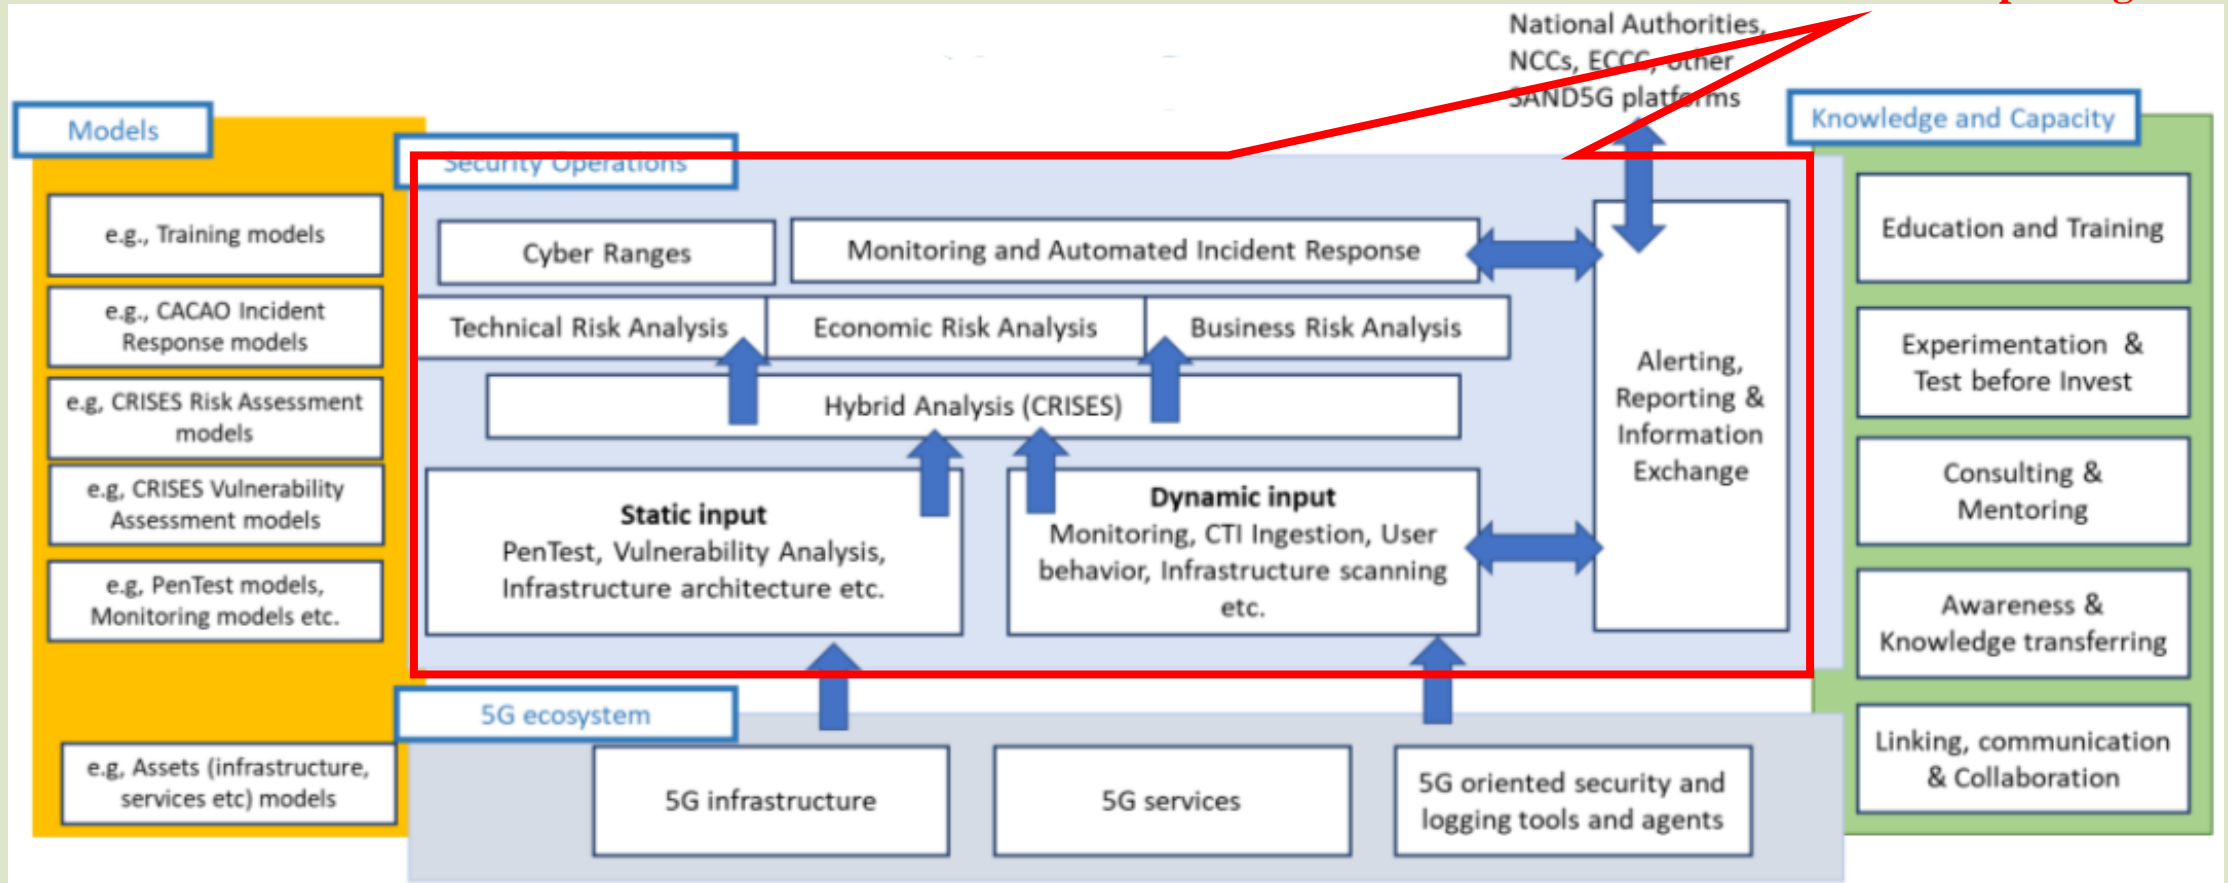 National Authorities,
NCCs, ECCC, other
SAND5G platforms
Models
e.g., Training models
e.g., CACAO Incident
Response models
e.g, CRISES Risk Assessment
models
e.g, CRISES Vulnerability
Assessment models
e.g, PenTest models,
Monitoring models etc.
e.g, Assets (infrastructure,
services etc) models
Security Operations
Cyber Ranges
Monitoring and Automated Incident Response
Technical Risk Analysis
Economic Risk Analysis
Business Risk Analysis
Hybrid Analysis (CRISES)
Static input
PenTest, Vulnerability Analysis,
Infrastructure architecture etc.
Dynamic input
Monitoring, CTI Ingestion, User
behavior, Infrastructure scanning
etc.
Alerting,
Reporting &
Information
Exchange
5G ecosystem
5G infrastructure
5G services
5G oriented security and
logging tools and agents
Knowledge and Capacity
Education and Training
Experimentation &
Test before Invest
Consulting &
Mentoring
Awareness &
Knowledge transferring
Linking, communication
& Collaboration